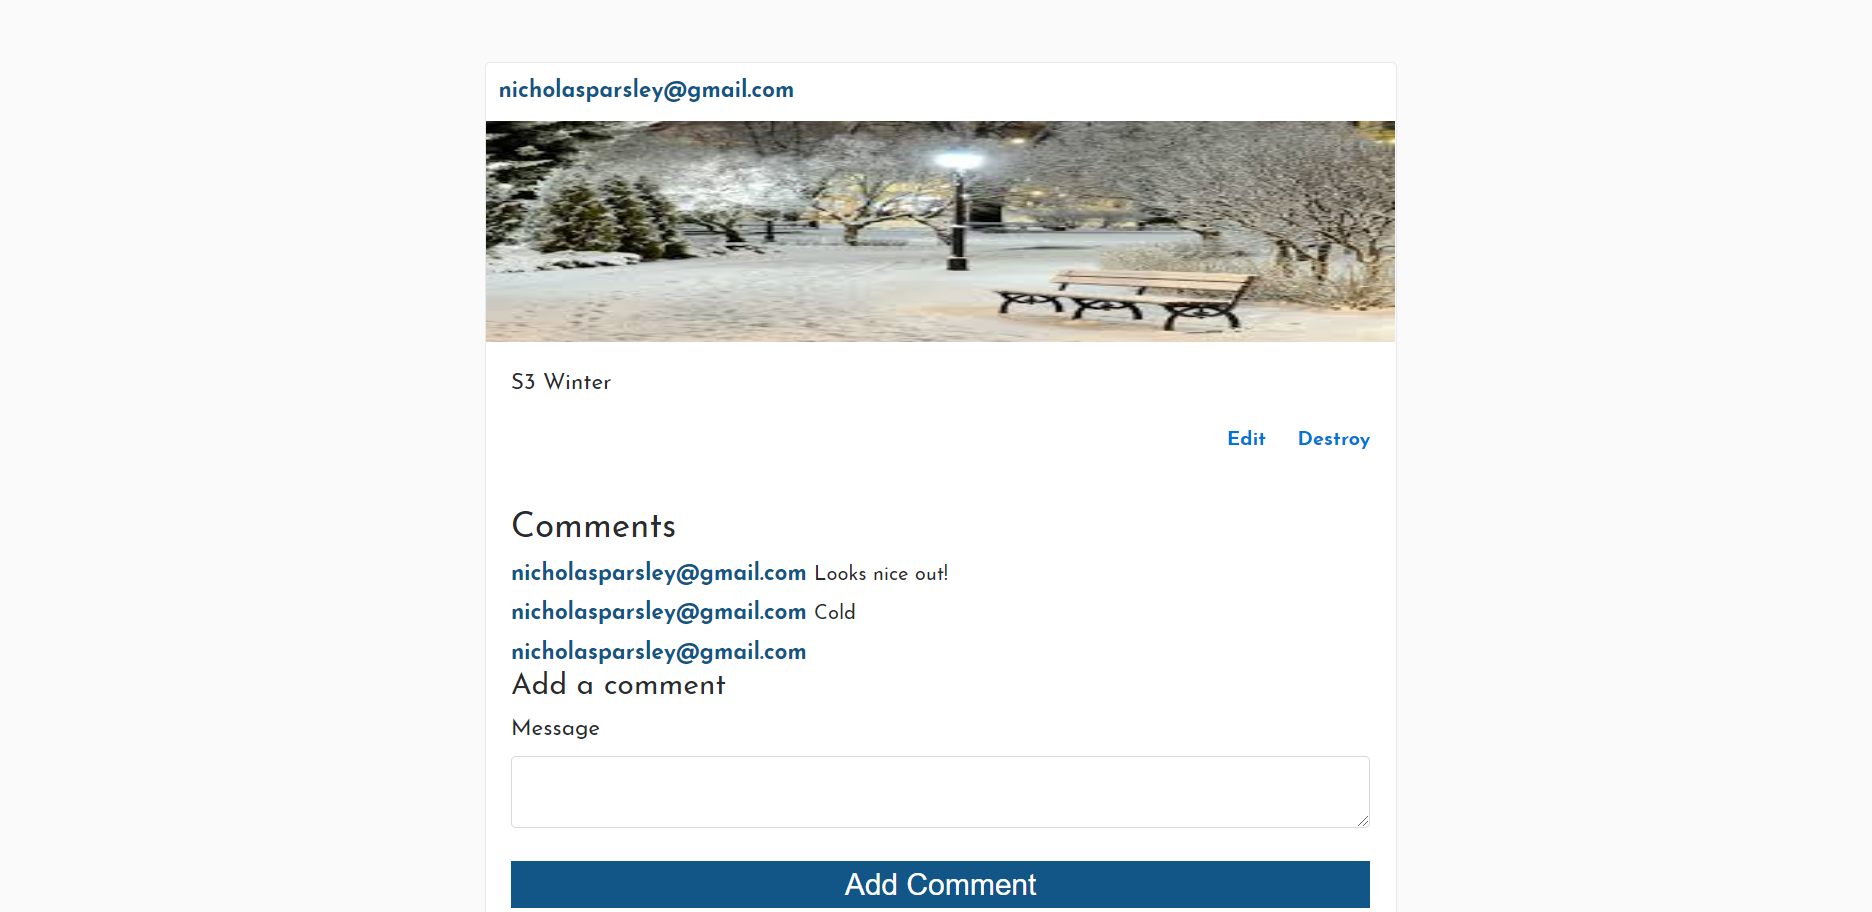 nicholasparsley@gmail.com
S3 Winter
Edit Destroy
Comments
nicholasparsley@gmail.com Looks nice out!
nicholasparsley@gmail.com Cold
nicholasparsley@gmail.com
Add a comment
Message
Add Comment